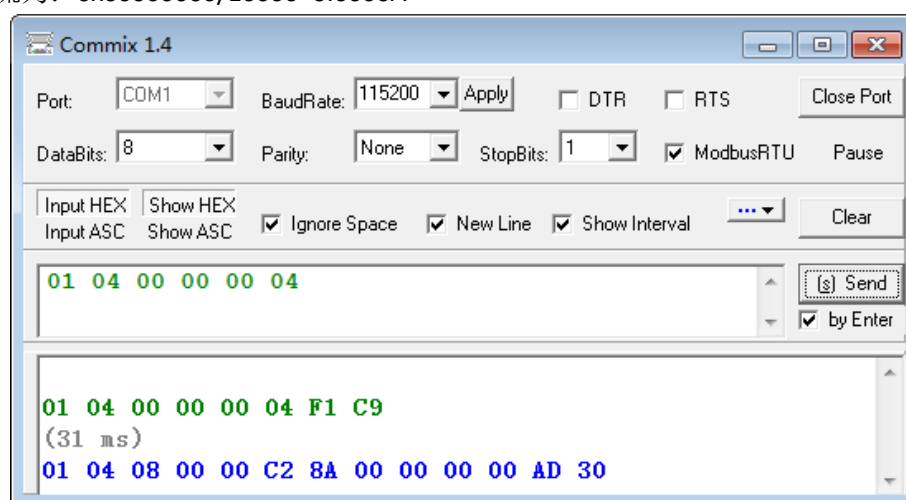 Commix 1.4
Port: COM1 BaudRate: 115200 Apply DTR RTS Close Port
DataBits: 8 Parity: None StopBits: 1 ModbusRTU Pause
Input HEX Show HEX
Input ASC Show ASC
Ignore Space New Line Show Interval ... Clear
01 04 00 00 00 04
(s) Send
by Enter
01 04 00 00 00 04 F1 C9
(31 ms)
01 04 08 00 00 C2 8A 00 00 00 00 AD 30